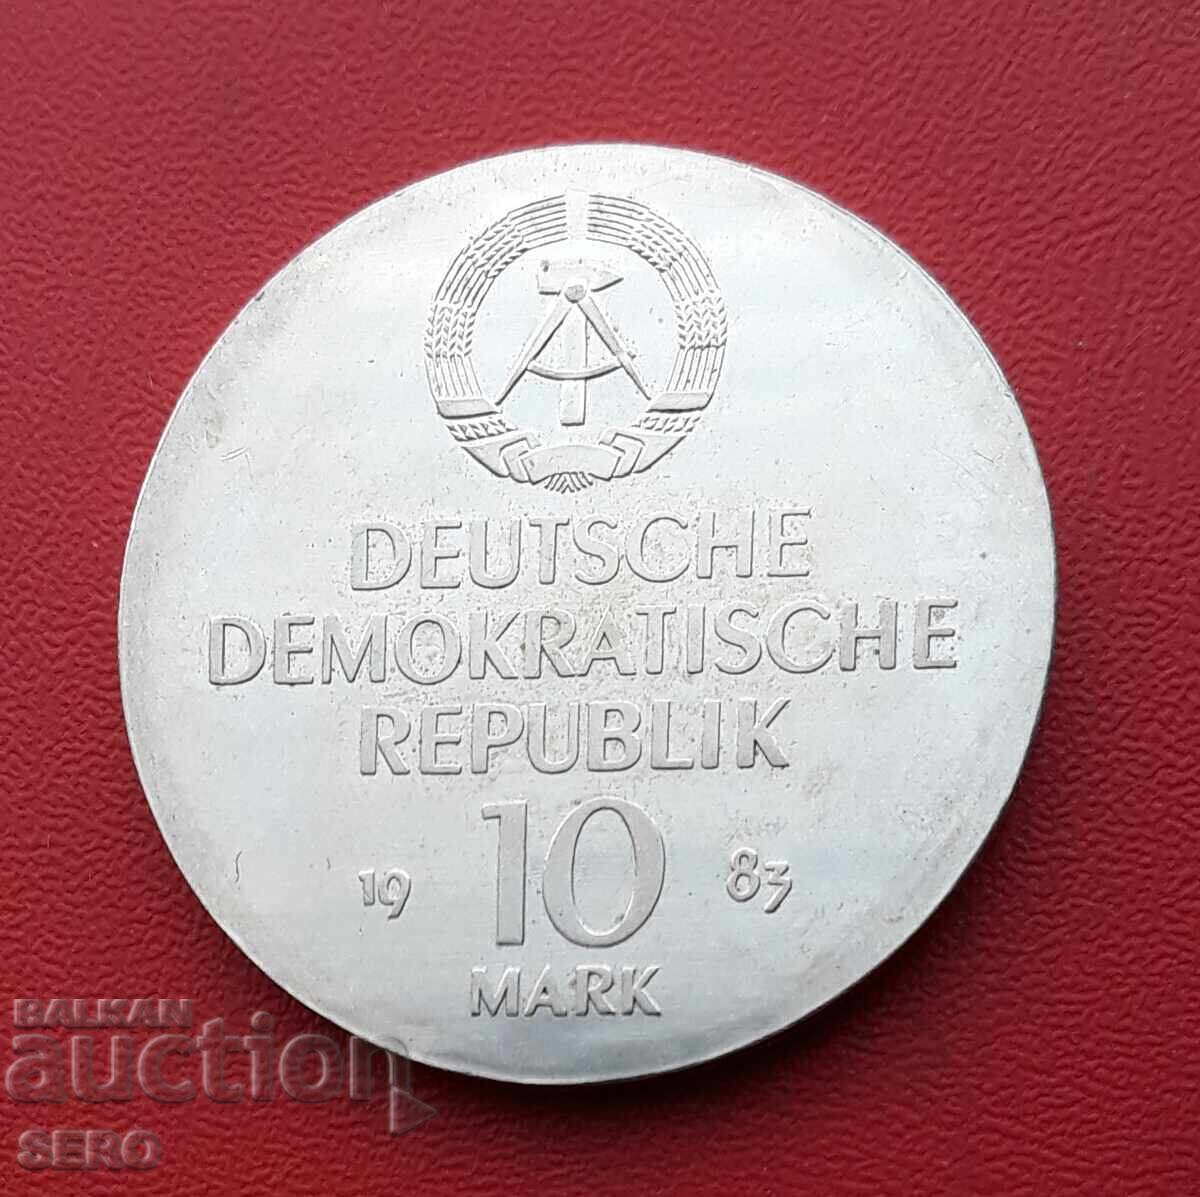 DEUTSCHE
DEMOKRATISCHE
REPUBLIK
19 10 83
MARK
BALKAN
auction
SERO